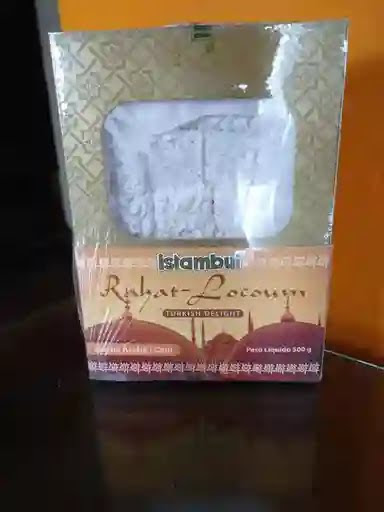 Istambul
Rahat-Locoum
TURKISH DELIGHT
Peso Líquido 500 g